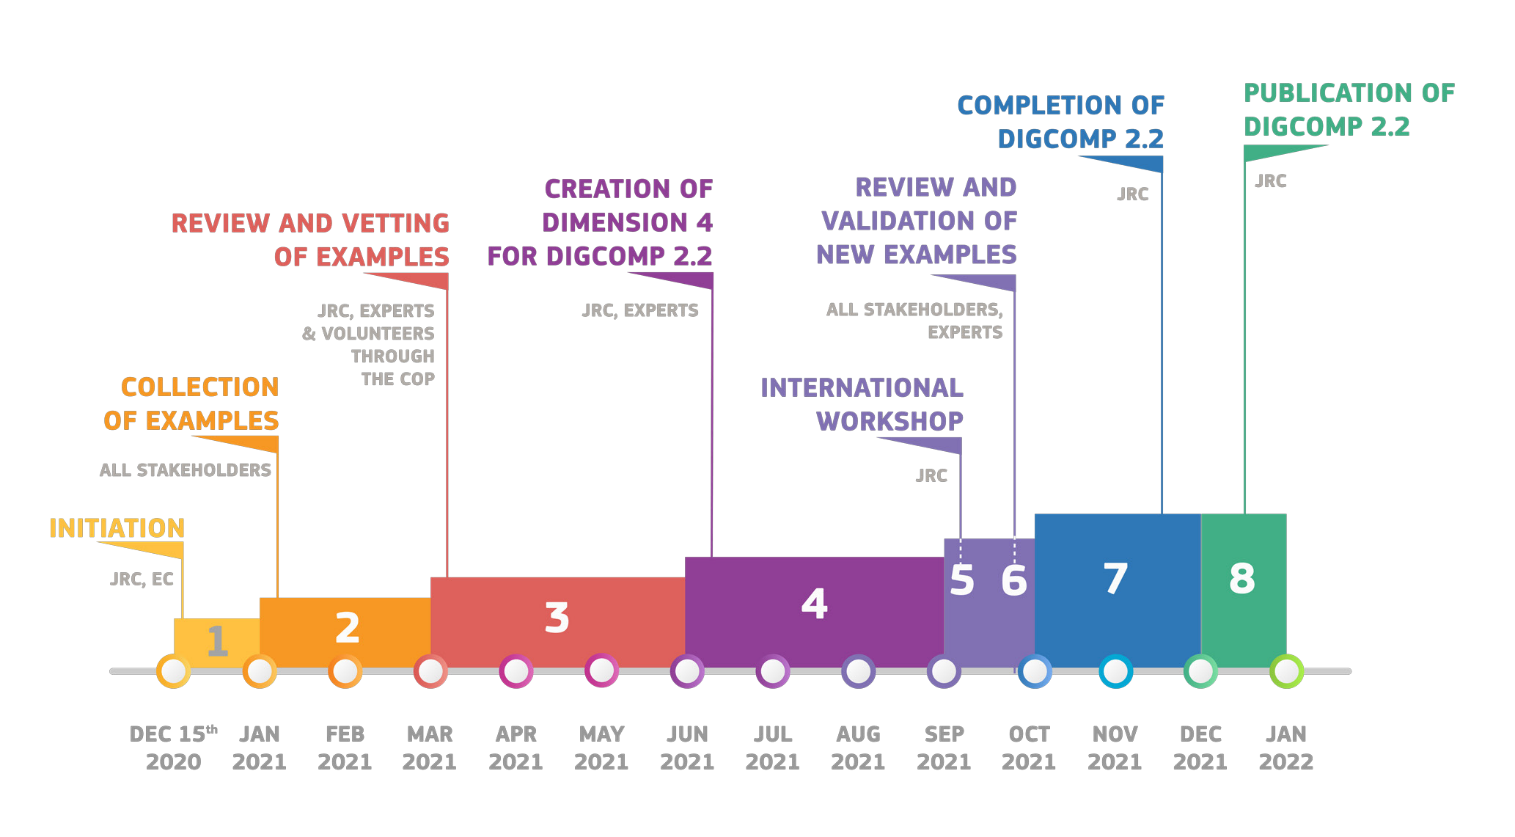 INITIATION
JRC, EC
COLLECTION
OF EXAMPLES
ALL STAKEHOLDERS
REVIEW AND VETTING
OF EXAMPLES
JRC, EXPERTS
& VOLUNTEERS
THROUGH
THE COP
CREATION OF
DIMENSION 4
FOR DIGCOMP 2.2
JRC, EXPERTS
INTERNATIONAL
WORKSHOP
JRC
REVIEW AND
VALIDATION OF
NEW EXAMPLES
ALL STAKEHOLDERS,
EXPERTS
COMPLETION OF
DIGCOMP 2.2
JRC
PUBLICATION OF
DIGCOMP 2.2
JRC
1
2
3
4
5
6
7
8
DEC 15th
2020
JAN
2021
FEB
2021
MAR
2021
APR
2021
MAY
2021
JUN
2021
JUL
2021
AUG
2021
SEP
2021
OCT
2021
NOV
2021
DEC
2021
JAN
2022